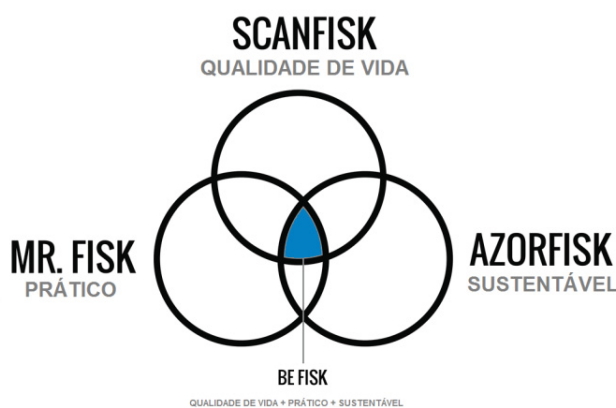 SCANFISK
QUALIDADE DE VIDA
MR. FISK
PRÁTICO
AZORFISK
SUSTENTÁVEL
BE FISK
QUALIDADE DE VIDA + PRÁTICO + SUSTENTÁVEL